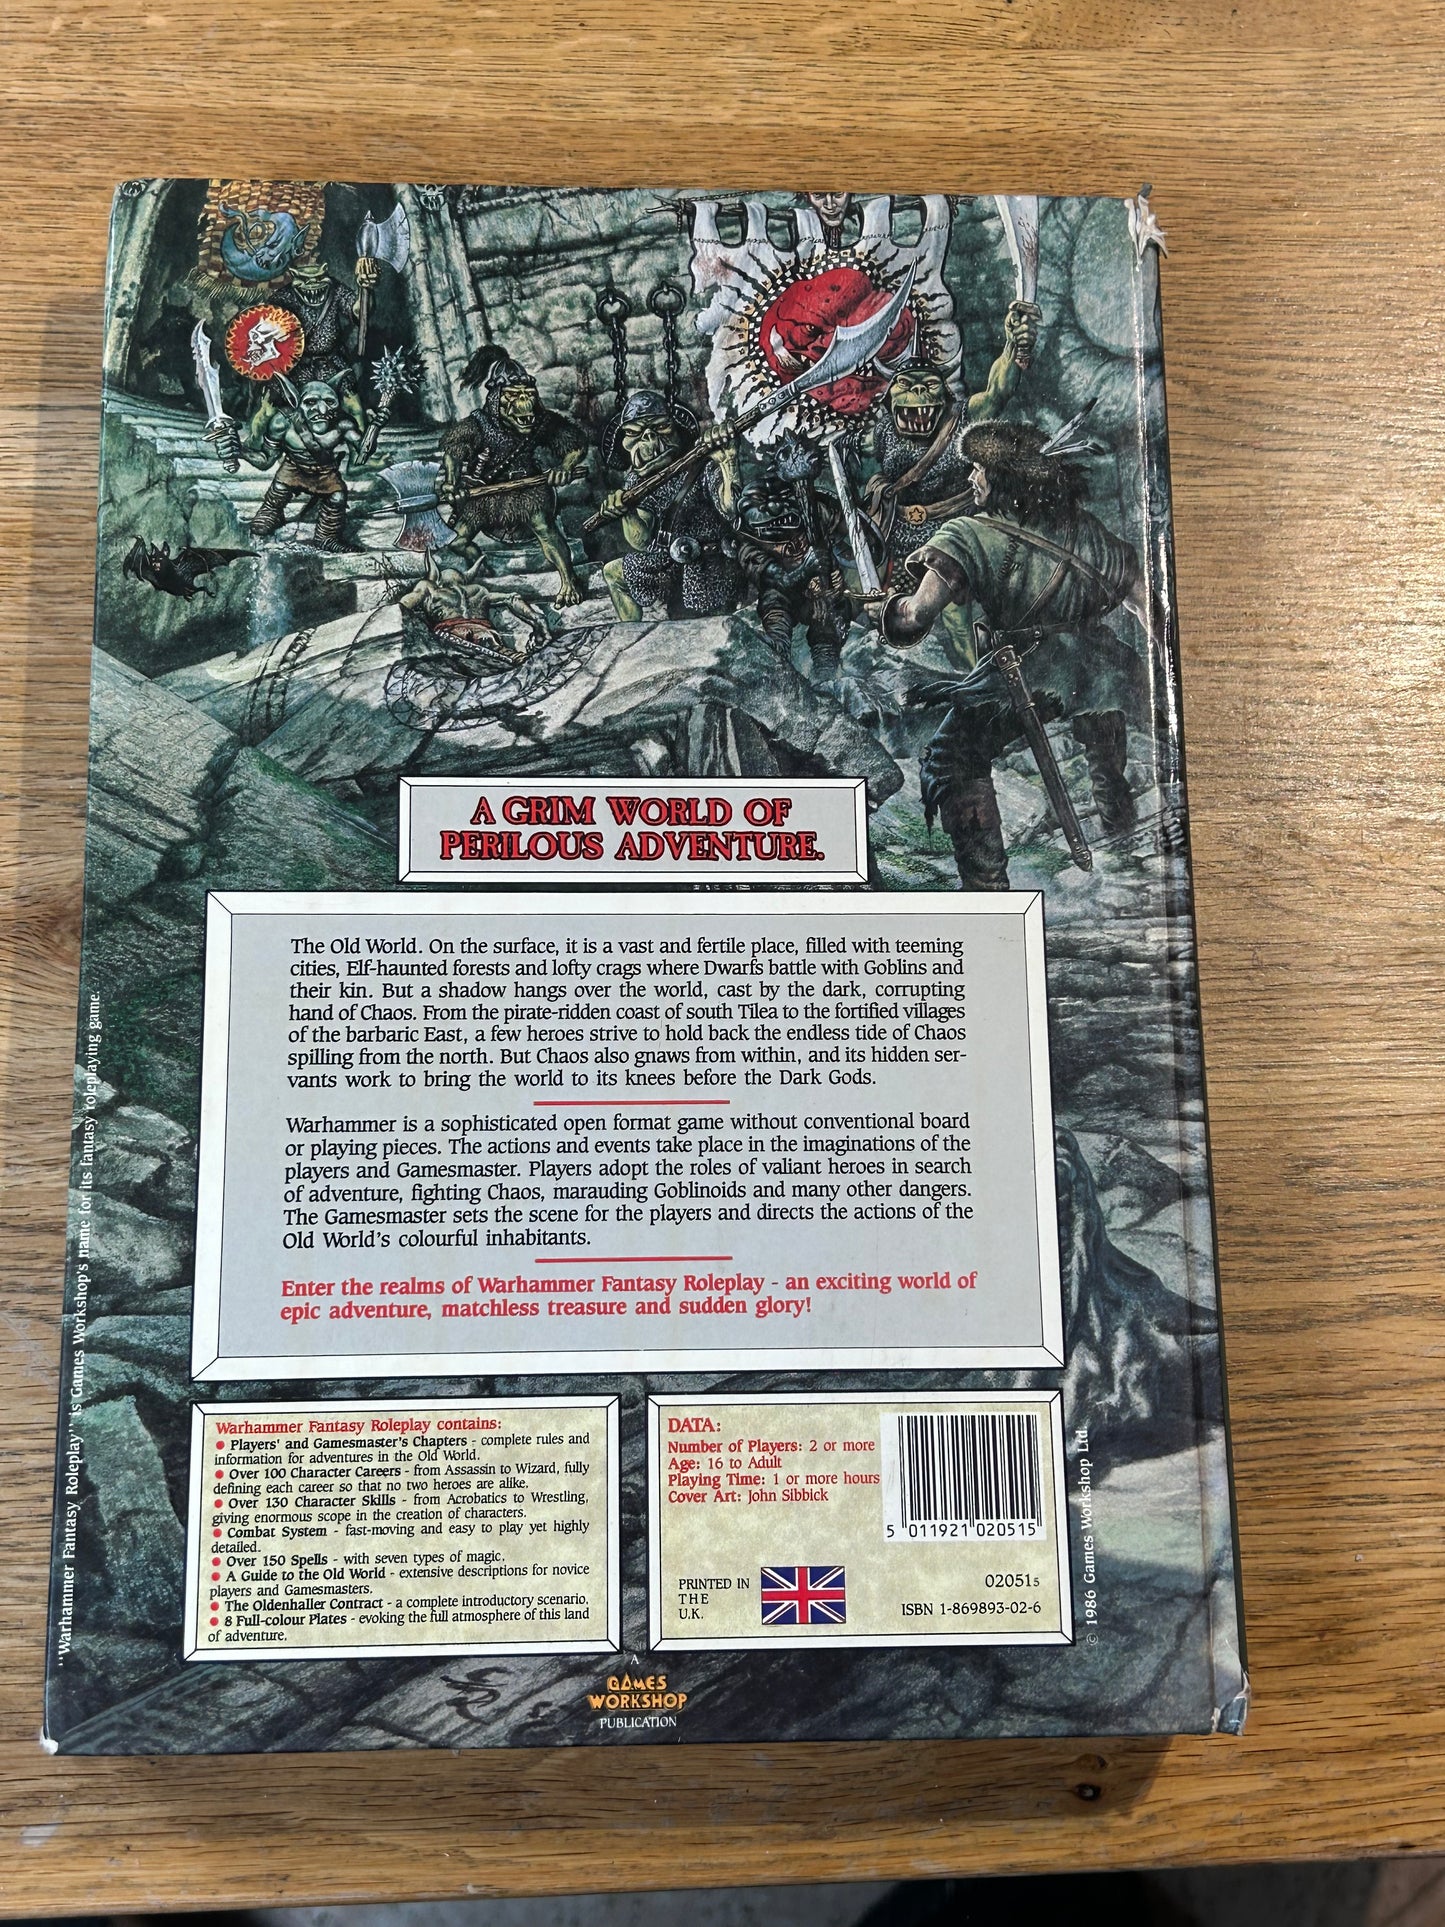 A GRIM WORLD OF
PERILOUS ADVENTURE.
The Old World. On the surface, it is a vast and fertile place, filled with teeming
cities, Elf-haunted forests and lofty crags where Dwarfs battle with Goblins and
their kin. But a shadow hangs over the world, cast by the dark, corrupting
hand of Chaos. From the pirate-ridden coast of south Tilea to the fortified villages
of the barbaric East, a few heroes strive to hold back the endless tide of Chaos
spilling from the north. But Chaos also gnaws from within, and its hidden ser-
vants work to bring the world to its knees before the Dark Gods.
Warhammer is a sophisticated open format game without conventional board
or playing pieces. The actions and events take place in the imaginations of the
players and Gamesmaster. Players adopt the roles of valiant heroes in search
of adventure, fighting Chaos, marauding Goblinoids and many other dangers.
The Gamesmaster sets the scene for the players and directs the actions of the
Old World's colourful inhabitants.
Enter the realms of Warhammer Fantasy Roleplay - an exciting world of
epic adventure, matchless treasure and sudden glory!
Warhammer Fantasy Roleplay contains:
● Players' and Gamesmaster's Chapters - complete rules and
information for adventures in the Old World.
● Over 100 Character Careers - from Assassin to Wizard, fully
defining each career so that no two heroes are alike.
● Over 130 Character Skills - from Acrobatics to Wrestling,
giving enormous scope in the creation of characters.
● Combat System - fast-moving and easy to play yet highly
detailed.
● Over 150 Spells - with seven types of magic.
● A Guide to the Old World - extensive descriptions for novice
players and Gamesmasters.
● The Oldenhaller Contract - a complete introductory scenario.
● 8 Full-colour Plates - evoking the full atmosphere of this land
of adventure.
DATA:
Number of Players: 2 or more
Age: 16 to Adult
Playing Time: 1 or more hours
Cover Art: John Sibbick
5 011921 020515
PRINTED IN
THE
U.K.
020515
ISBN 1-869893-02-6
A
GAMES
WORKSHOP
PUBLICATION
"Warhammer Fantasy Roleplay" is Games Workshop's name for its fantasy roleplaying game.
© 1986 Games Workshop Ltd.